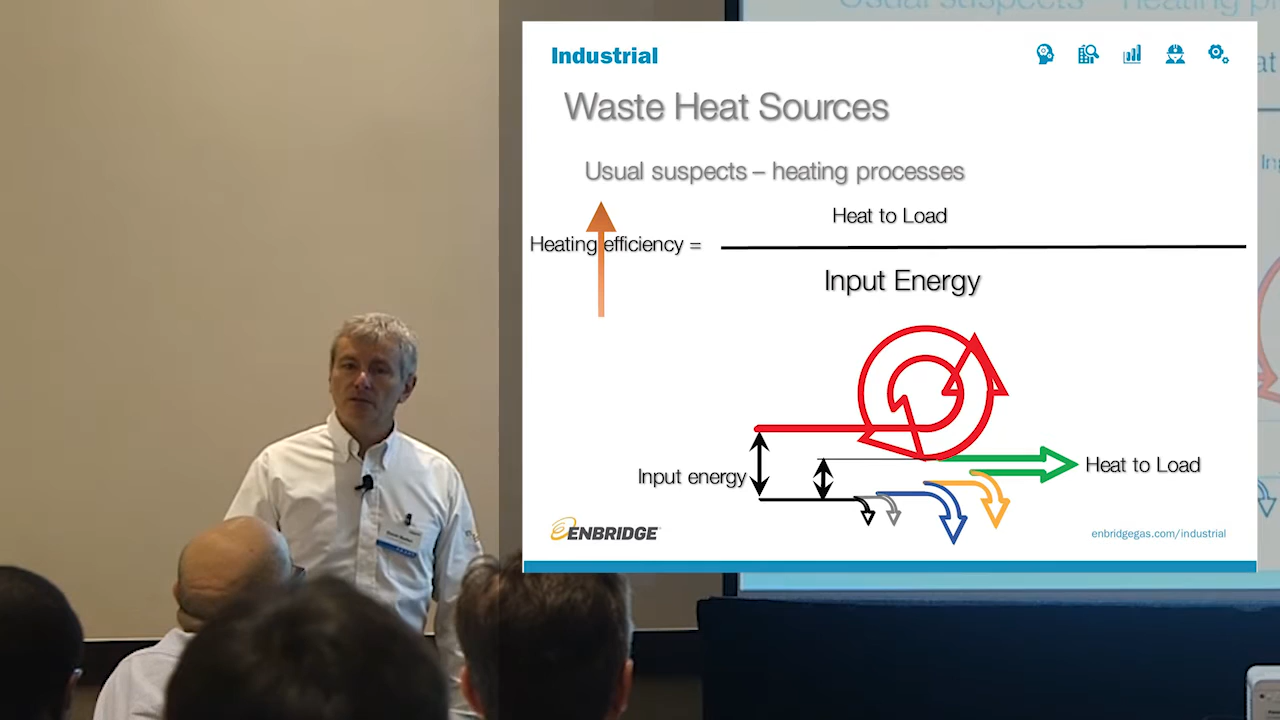 Industrial
Waste Heat Sources
Usual suspects – heating processes
Heat to Load
Heating efficiency =
Input Energy
Input energy
Heat to Load
ENBRIDGE
enbridgegas.com/industrial